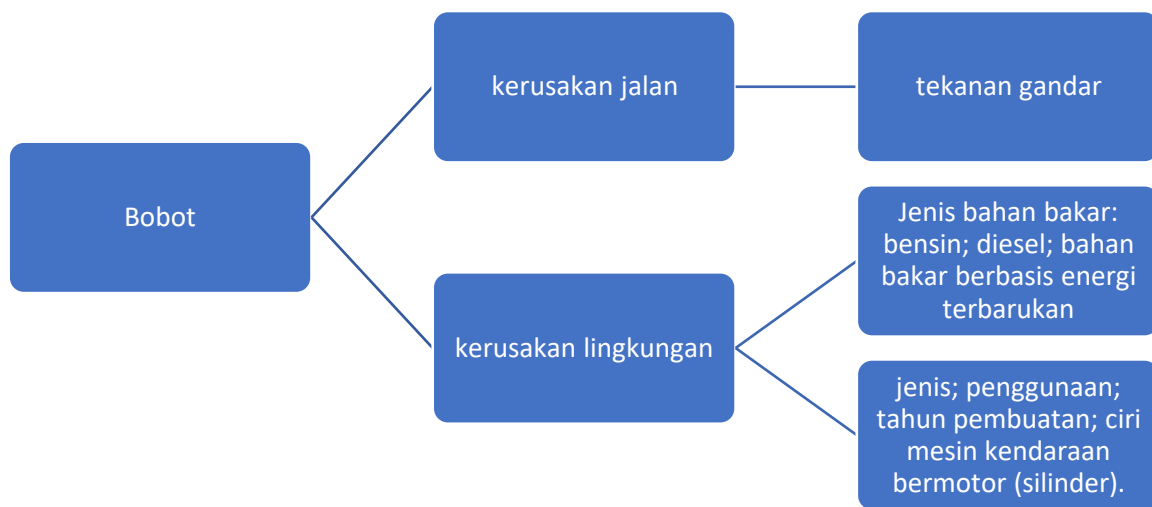 Bobot
kerusakan jalan
tekanan gandar
kerusakan lingkungan
Jenis bahan bakar:
bensin; diesel; bahan
bakar berbasis energi
terbarukan
jenis; penggunaan;
tahun pembuatan; ciri
mesin kendaraan
bermotor (silinder).